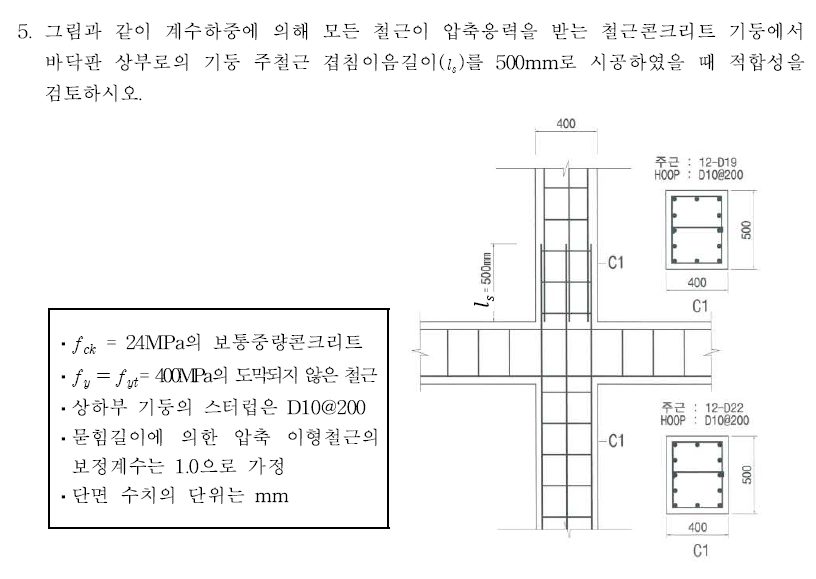 5. 그림과 같이 계수하중에 의해 모든 철근이 압축응력을 받는 철근콘크리트 기둥에서
바닥판 상부로의 기둥 주철근 겹침이음길이(lₛ)를 500mm로 시공하였을 때 적합성을
검토하시오.
400
주근 : 12-D19
HOOP : D10@200
500
400
C1
lₛ = 500mm
C1
· fck = 24MPa의 보통중량콘크리트
· fy = fyt= 400MPa의 도막되지 않은 철근
· 상하부 기둥의 스터럽은 D10@200
· 묻힘길이에 의한 압축 이형철근의
보정계수는 1.0으로 가정
· 단면 수치의 단위는 mm
C1
주근 : 12-D22
HOOP : D10@200
500
400
C1